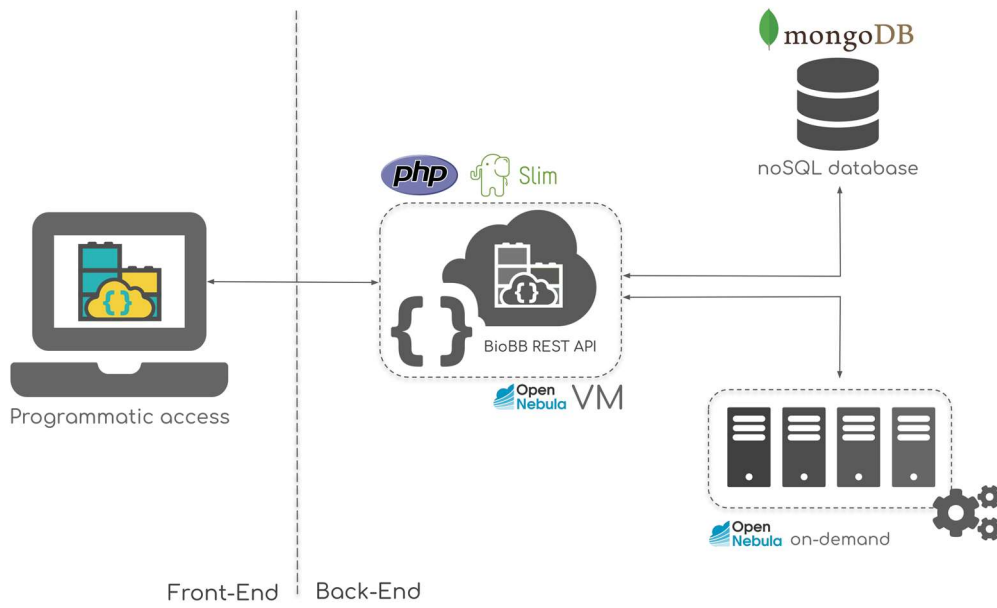 mongoDB
noSQL database
php
Slim
{ }
{ }
{ }
BioBB REST API
Open
Nebula VM
Programmatic access
Open
Nebula on-demand
Front-End
Back-End